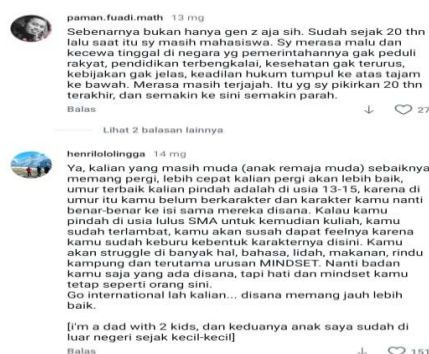 paman.fuadi.math 13 mg
Sebenarnya bukan hanya gen z aja sih. Sudah sejak 20 thn
lalu saat itu sy masih mahasiswa. Sy merasa malu dan
kecewa tinggal di negara yg pemerintahannya gak peduli
rakyat, pendidikan terbengkalai, kesehatan gak terurus,
kebijakan gak jelas, keadilan hukum tumpul ke atas tajam
ke bawah. Merasa masih terjajah. Itu yg sy pikirkan 20 thn
terakhir, dan semakin ke sini semakin parah.
Balas 27
Lihat 2 balasan lainnya
henrilololingga 14 mg
Ya, kalian yang masih muda (anak remaja muda) sebaiknya
memang pergi, lebih cepat kalian pergi akan lebih baik,
umur terbaik kalian pindah adalah di usia 13-15, karena di
umur itu kamu belum berkarakter dan karakter kamu nanti
benar-benar ke isi sama mereka disana. Kalau kamu
pindah di usia lulus SMA untuk kemudian kuliah, kamu
sudah terlambat, kamu akan susah dapat feelnya karena
kamu sudah keburu kebentuk karakternya disini. Kamu
akan struggle di banyak hal, bahasa, lidah, makanan, rindu
kampung dan terutama urusan MINDSET. Nanti badan
kamu saja yang ada disana, tapi hati dan mindset kamu
tetap seperti orang sini.
Go international lah kalian... disana memang jauh lebih
baik.
[i'm a dad with 2 kids, dan keduanya anak saya sudah di
luar negeri sejak kecil-kecil]
Balas 151